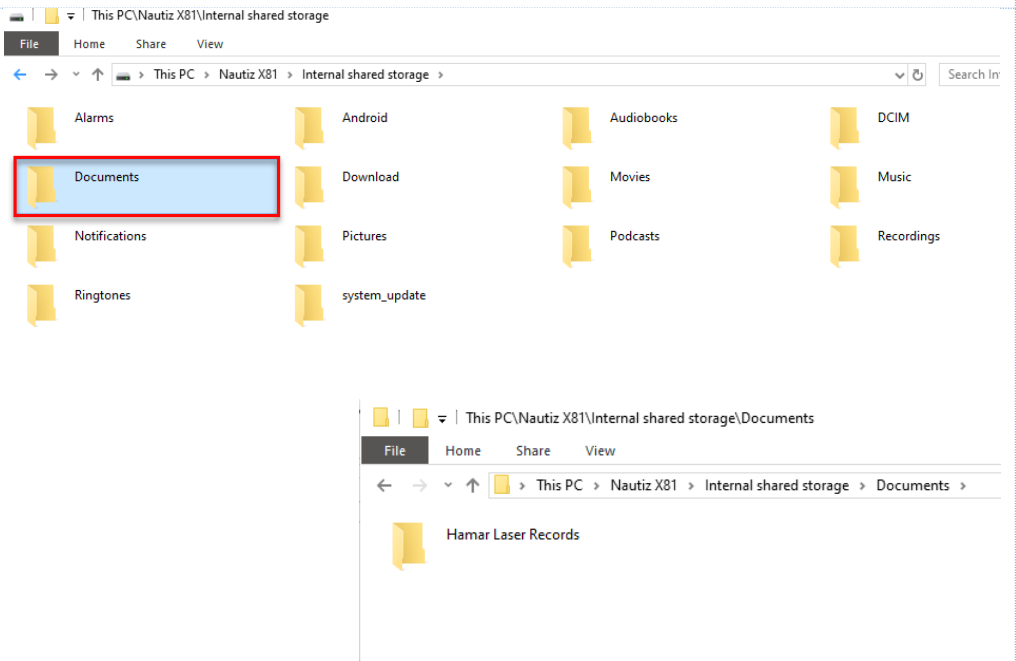 This PC\Nautiz X81\Internal shared storage
File Home Share View
This PC > Nautiz X81 > Internal shared storage >
Alarms Android Audiobooks DCIM
Documents Download Movies Music
Notifications Pictures Podcasts Recordings
Ringtones system_update
This PC\Nautiz X81\Internal shared storage\Documents
File Home Share View
This PC > Nautiz X81 > Internal shared storage > Documents >
Hamar Laser Records